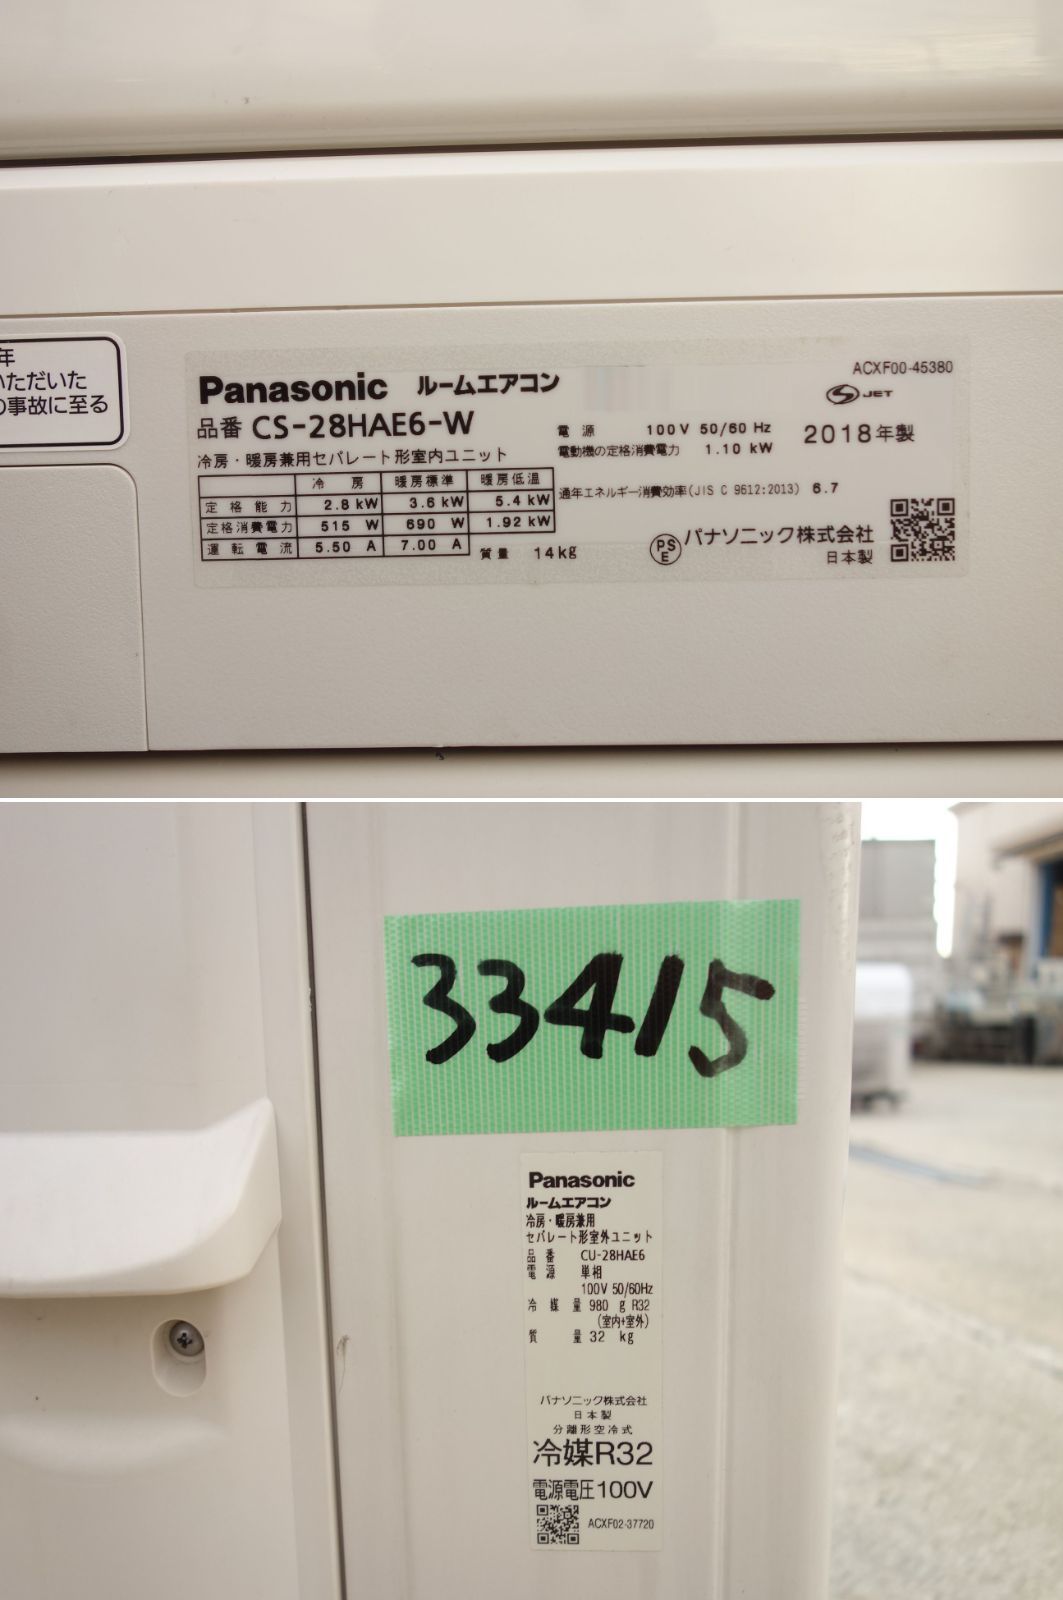 年
いただいた
の事故に至る
Panasonic ルームエアコン
品番 CS-28HAE6-W
冷房・暖房兼用セパレート形室内ユニット
冷房 暖房標準 暖房低温
定格能力 2.8 kW 3.6 kW 5.4 kW
定格消費電力 515 W 690 W 1.92 kW
運転電流 5.50 A 7.00 A
質量 14kg
電源 100V 50/60 Hz
電動機の定格消費電力 1.10 kW
通年エネルギー消費効率(JIS C 9612:2013) 6.7
ACXF00-45380
S JET
2018年製
PS E パナソニック株式会社
日本製
33415
Panasonic
ルームエアコン
冷房・暖房兼用
セパレート形室外ユニット
品番 CU-28HAE6
電源 単相
100V 50/60Hz
冷媒量 980 g R32
(室内+室外)
質量 32 kg
パナソニック株式会社
日本製
分離形空冷式
冷媒R32
電源電圧100V
ACXF02-37720